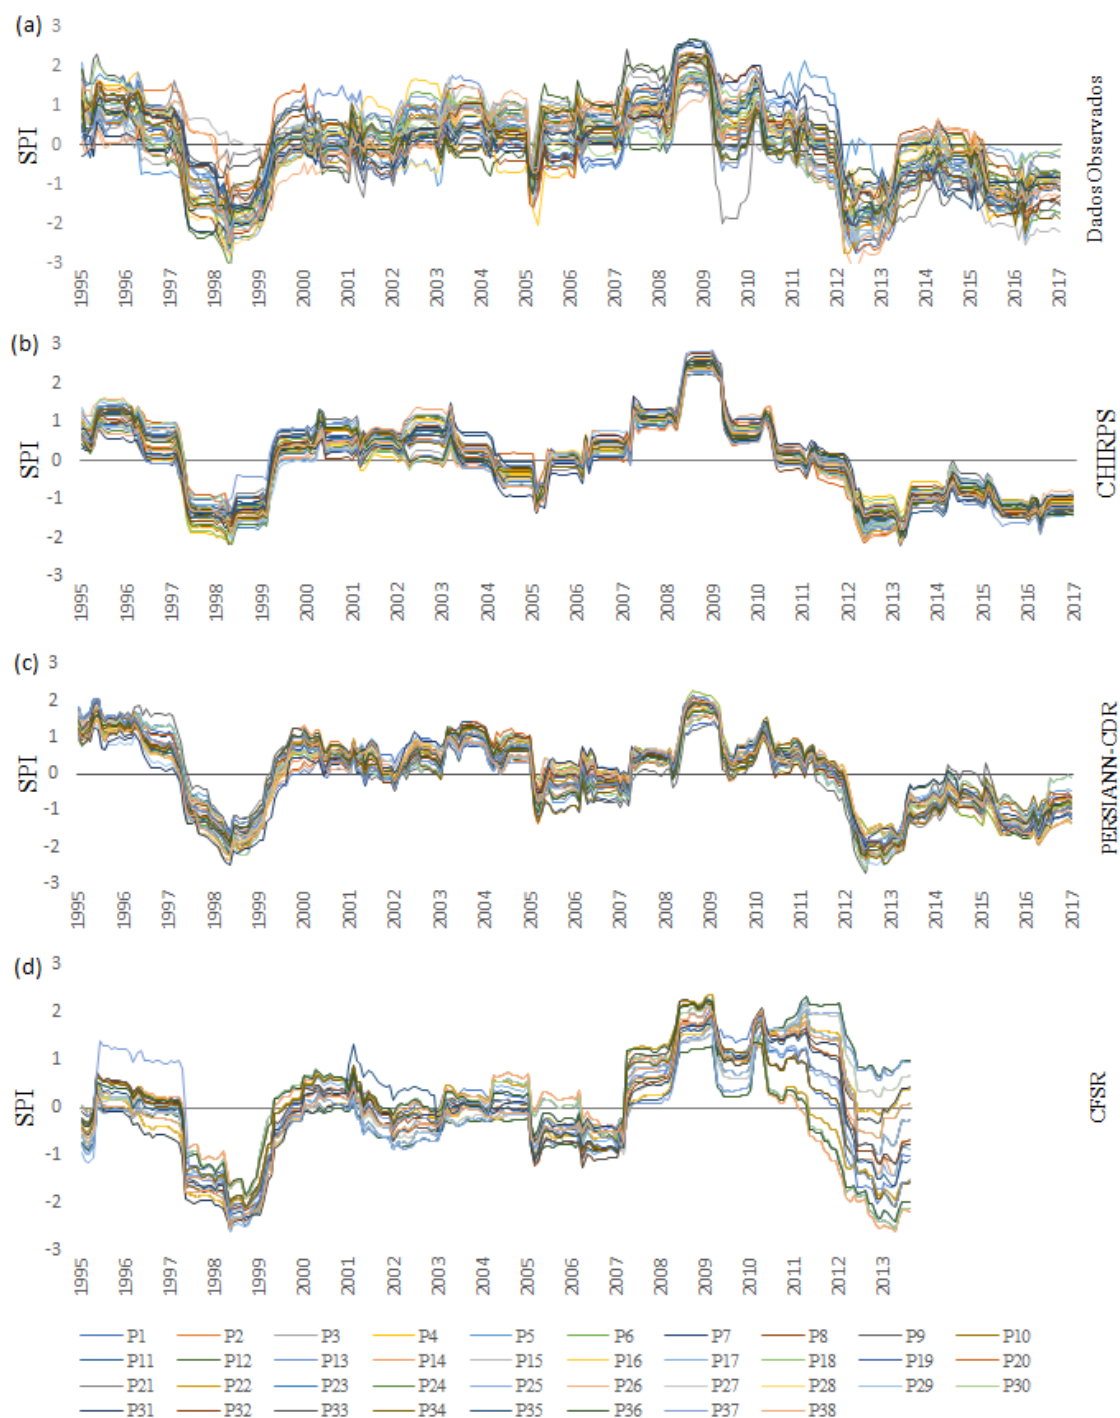 (a)
3
2
1
0
-1
-2
-3
SPI
Dados Observados
1995 1996 1997 1998 1999 2000 2001 2002 2003 2004 2005 2006 2007 2008 2009 2010 2011 2012 2013 2014 2015 2016 2017
(b)
3
2
1
0
-1
-2
-3
SPI
CHIRPS
1995 1996 1997 1998 1999 2000 2001 2002 2003 2004 2005 2006 2007 2008 2009 2010 2011 2012 2013 2014 2015 2016 2017
(c)
3
2
1
0
-1
-2
-3
SPI
PERSIANN-CDR
1995 1996 1997 1998 1999 2000 2001 2002 2003 2004 2005 2006 2007 2008 2009 2010 2011 2012 2013 2014 2015 2016 2017
(d)
3
2
1
0
-1
-2
-3
SPI
CFSR
1995 1996 1997 1998 1999 2000 2001 2002 2003 2004 2005 2006 2007 2008 2009 2010 2011 2012 2013
P1 P2 P3 P4 P5 P6 P7 P8 P9 P10
P11 P12 P13 P14 P15 P16 P17 P18 P19 P20
P21 P22 P23 P24 P25 P26 P27 P28 P29 P30
P31 P32 P33 P34 P35 P36 P37 P38